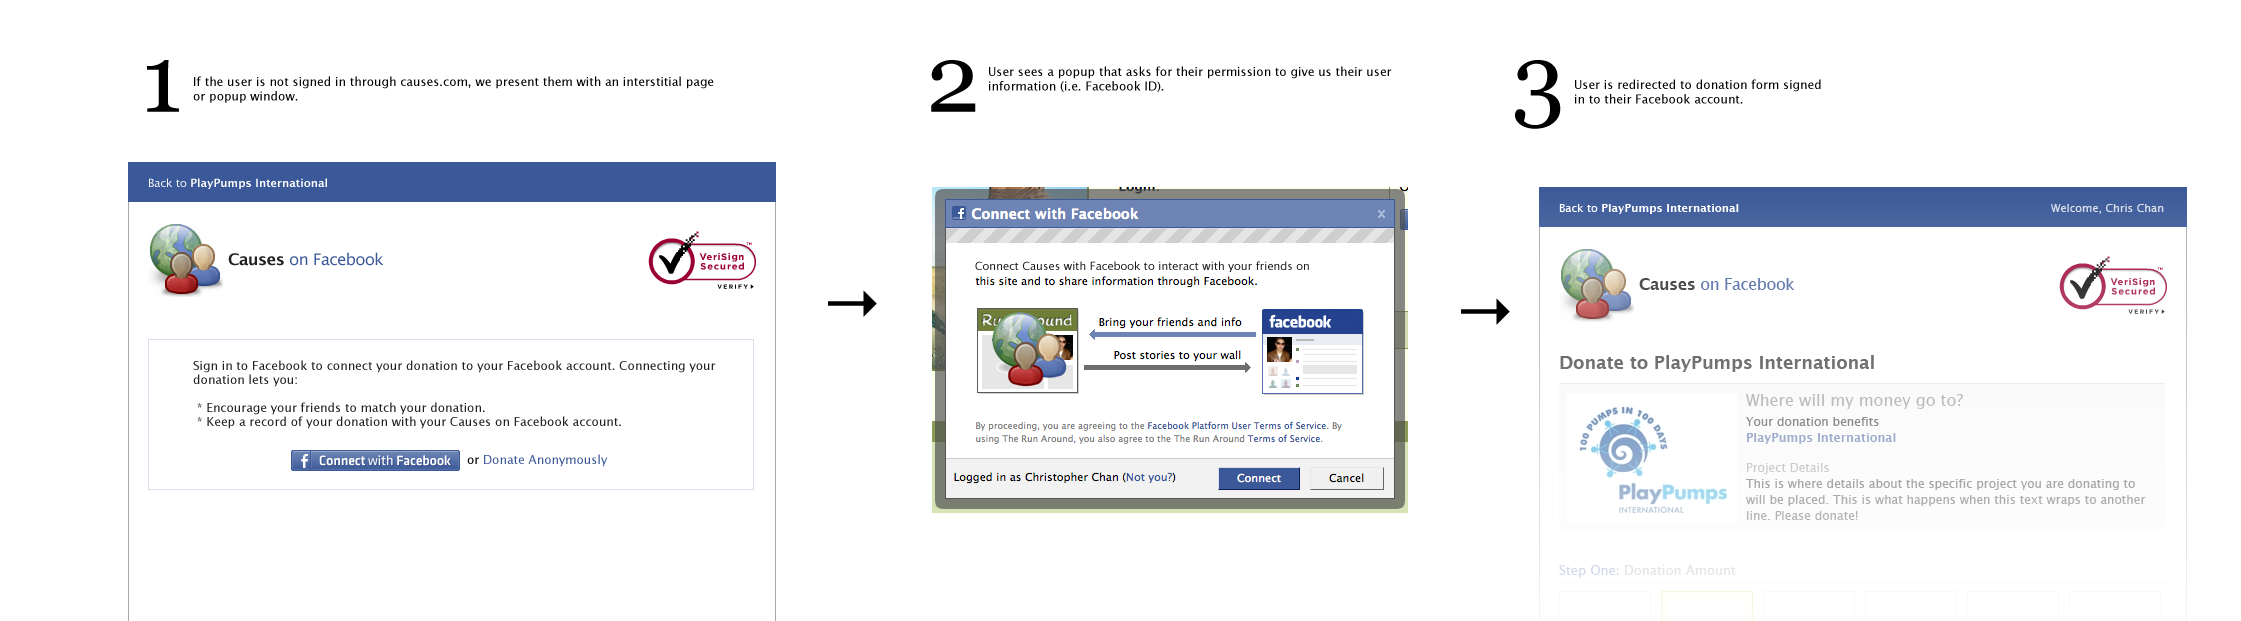 1
If the user is not signed in through causes.com, we present them with an interstitial page
or popup window.
Back to PlayPumps International
Causes on Facebook
VeriSign
Secured
™
VERIFY
Sign in to Facebook to connect your donation to your Facebook account. Connecting your
donation lets you:
* Encourage your friends to match your donation.
* Keep a record of your donation with your Causes on Facebook account.
f Connect with Facebook or Donate Anonymously
2
User sees a popup that asks for their permission to give us their user
information (i.e. Facebook ID).
Login.
f Connect with Facebook x
Connect Causes with Facebook to interact with your friends on
this site and to share information through Facebook.
Bring your friends and info
facebook
Post stories to your wall
By proceeding, you are agreeing to the Facebook Platform User Terms of Service. By
using The Run Around, you also agree to the The Run Around Terms of Service.
Logged in as Christopher Chan (Not you?)
Connect
Cancel
3
User is redirected to donation form signed
in to their Facebook account.
Back to PlayPumps International
Welcome, Chris Chan
Causes on Facebook
VeriSign
Secured
™
VERIFY
Donate to PlayPumps International
100 PUMPS IN 100 DAYS
PlayPumps
INTERNATIONAL
Where will my money go to?
Your donation benefits
PlayPumps International
Project Details
This is where details about the specific project you are donating to
will be placed. This is what happens when this text wraps to another
line. Please donate!
Step One: Donation Amount